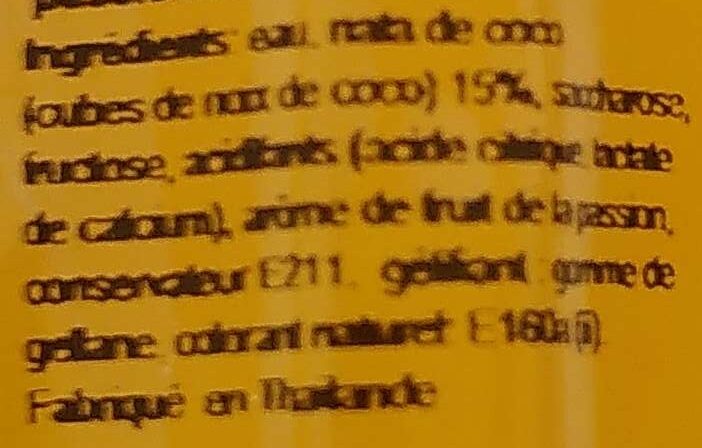 Ingrédients: eau, nata de coco
(cubes de noix de coco) 15%, saccharose,
fructose, acidifiants (acide citrique lactate
de calcium), arôme de fruit de la passion,
conservateur E211, gélifiant: gomme de
gellane, colorant naturel: E160a(ii)
Fabriqué en Thaïlande